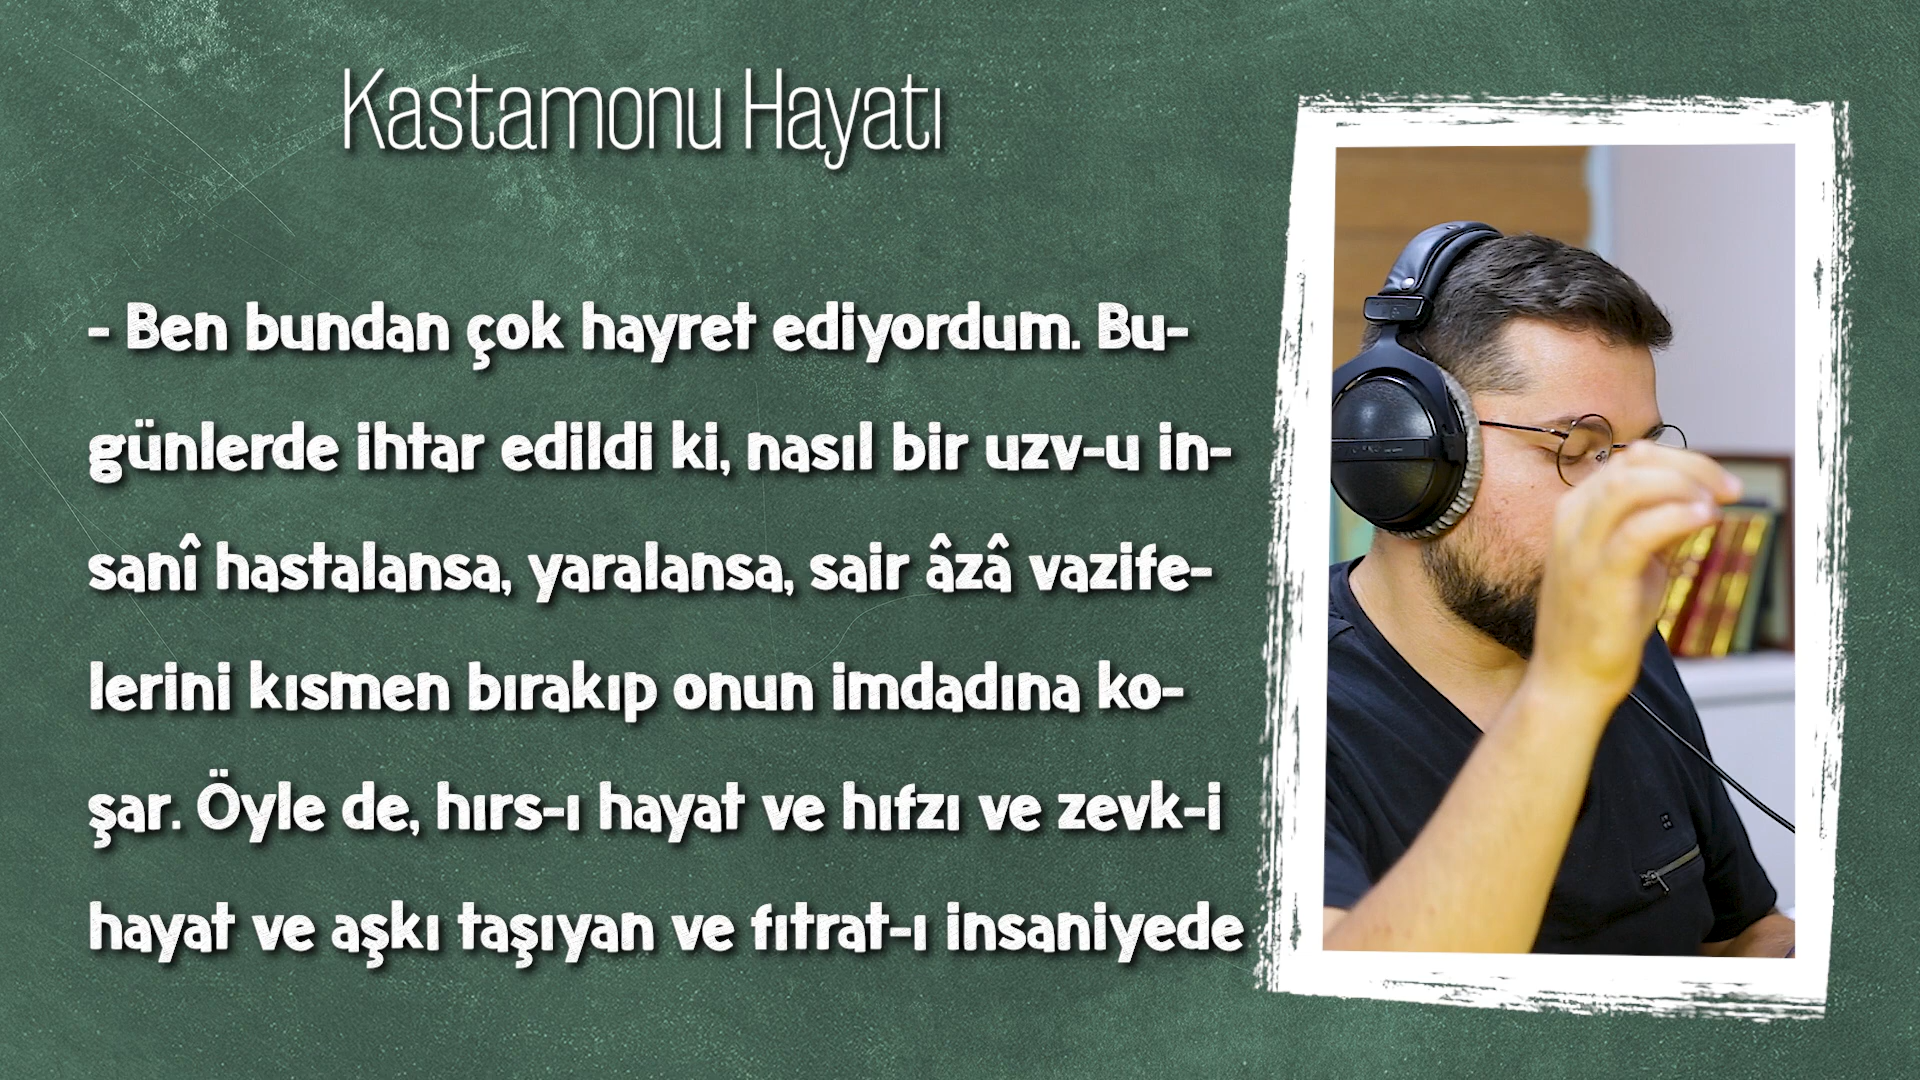 Kastamonu Hayatı
- Ben bundan çok hayret ediyordum. Bu-
günlerde ihtar edildi ki, nasıl bir uzv-u in-
sanî hastalansa, yaralansa, sair âzâ vazife-
lerini kısmen bırakıp onun imdadına ko-
şar. Öyle de, hırs-ı hayat ve hıfzı ve zevk-i
hayat ve aşkı taşıyan ve fıtrat-ı insaniyede